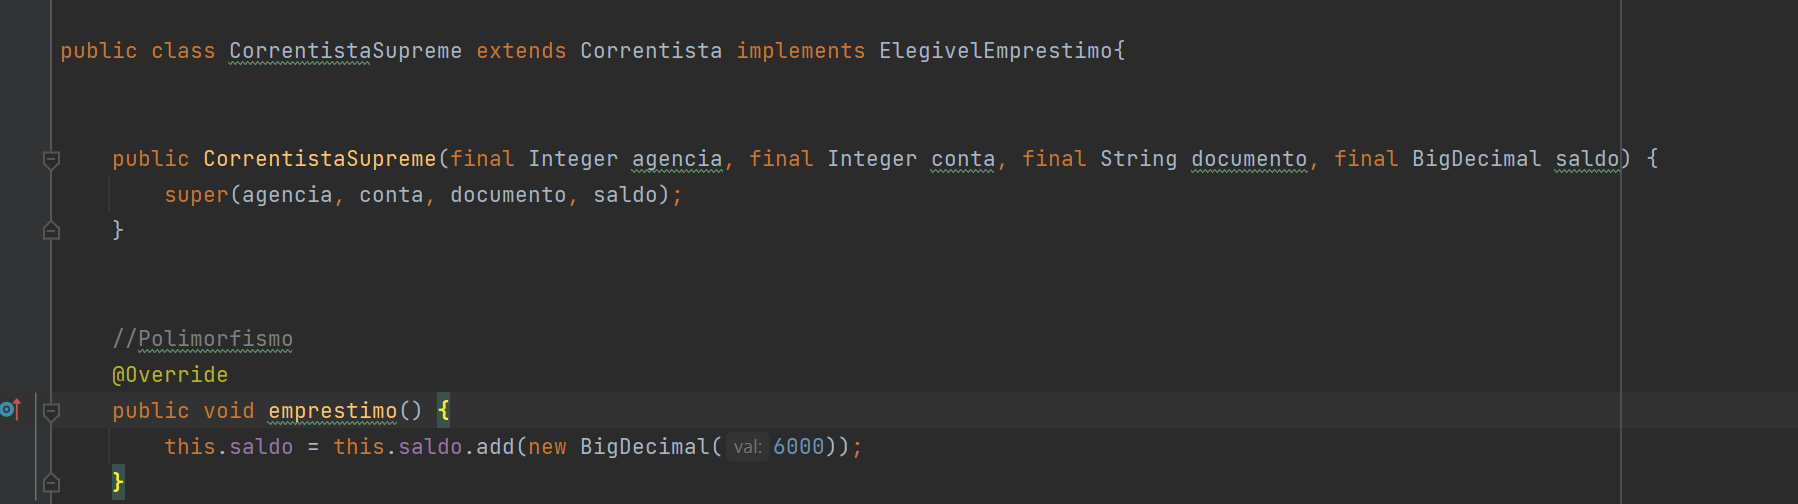 public class CorrentistaSupreme extends Correntista implements ElegivelEmprestimo{
public CorrentistaSupreme(final Integer agencia, final Integer conta, final String documento, final BigDecimal saldo) {
super(agencia, conta, documento, saldo);
}
//Polimorfismo
@Override
public void emprestimo() {
this.saldo = this.saldo.add(new BigDecimal( val: 6000));
}